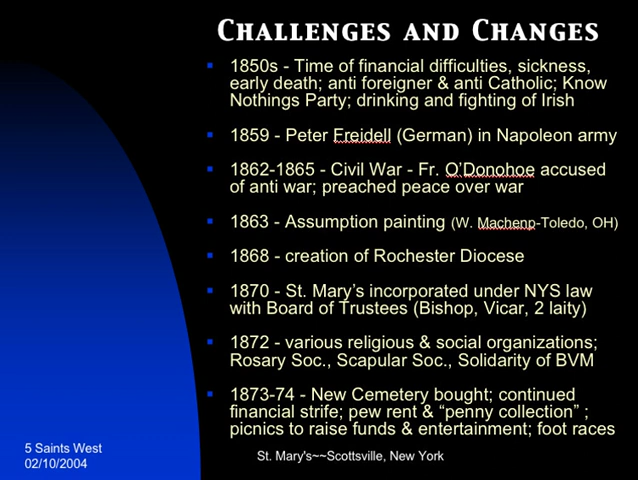 Challenges and Changes
1850s - Time of financial difficulties, sickness,
early death; anti foreigner & anti Catholic; Know
Nothings Party; drinking and fighting of Irish
1859 - Peter Freidell (German) in Napoleon army
1862-1865 - Civil War - Fr. O'Donohoe accused
of anti war; preached peace over war
1863 - Assumption painting (W. Machenp-Toledo, OH)
1868 - creation of Rochester Diocese
1870 - St. Mary's incorporated under NYS law
with Board of Trustees (Bishop, Vicar, 2 laity)
1872 - various religious & social organizations;
Rosary Soc., Scapular Soc., Solidarity of BVM
1873-74 - New Cemetery bought; continued
financial strife; pew rent & “penny collection” ;
picnics to raise funds & entertainment; foot races
5 Saints West
02/10/2004
St. Mary's~~Scottsville, New York